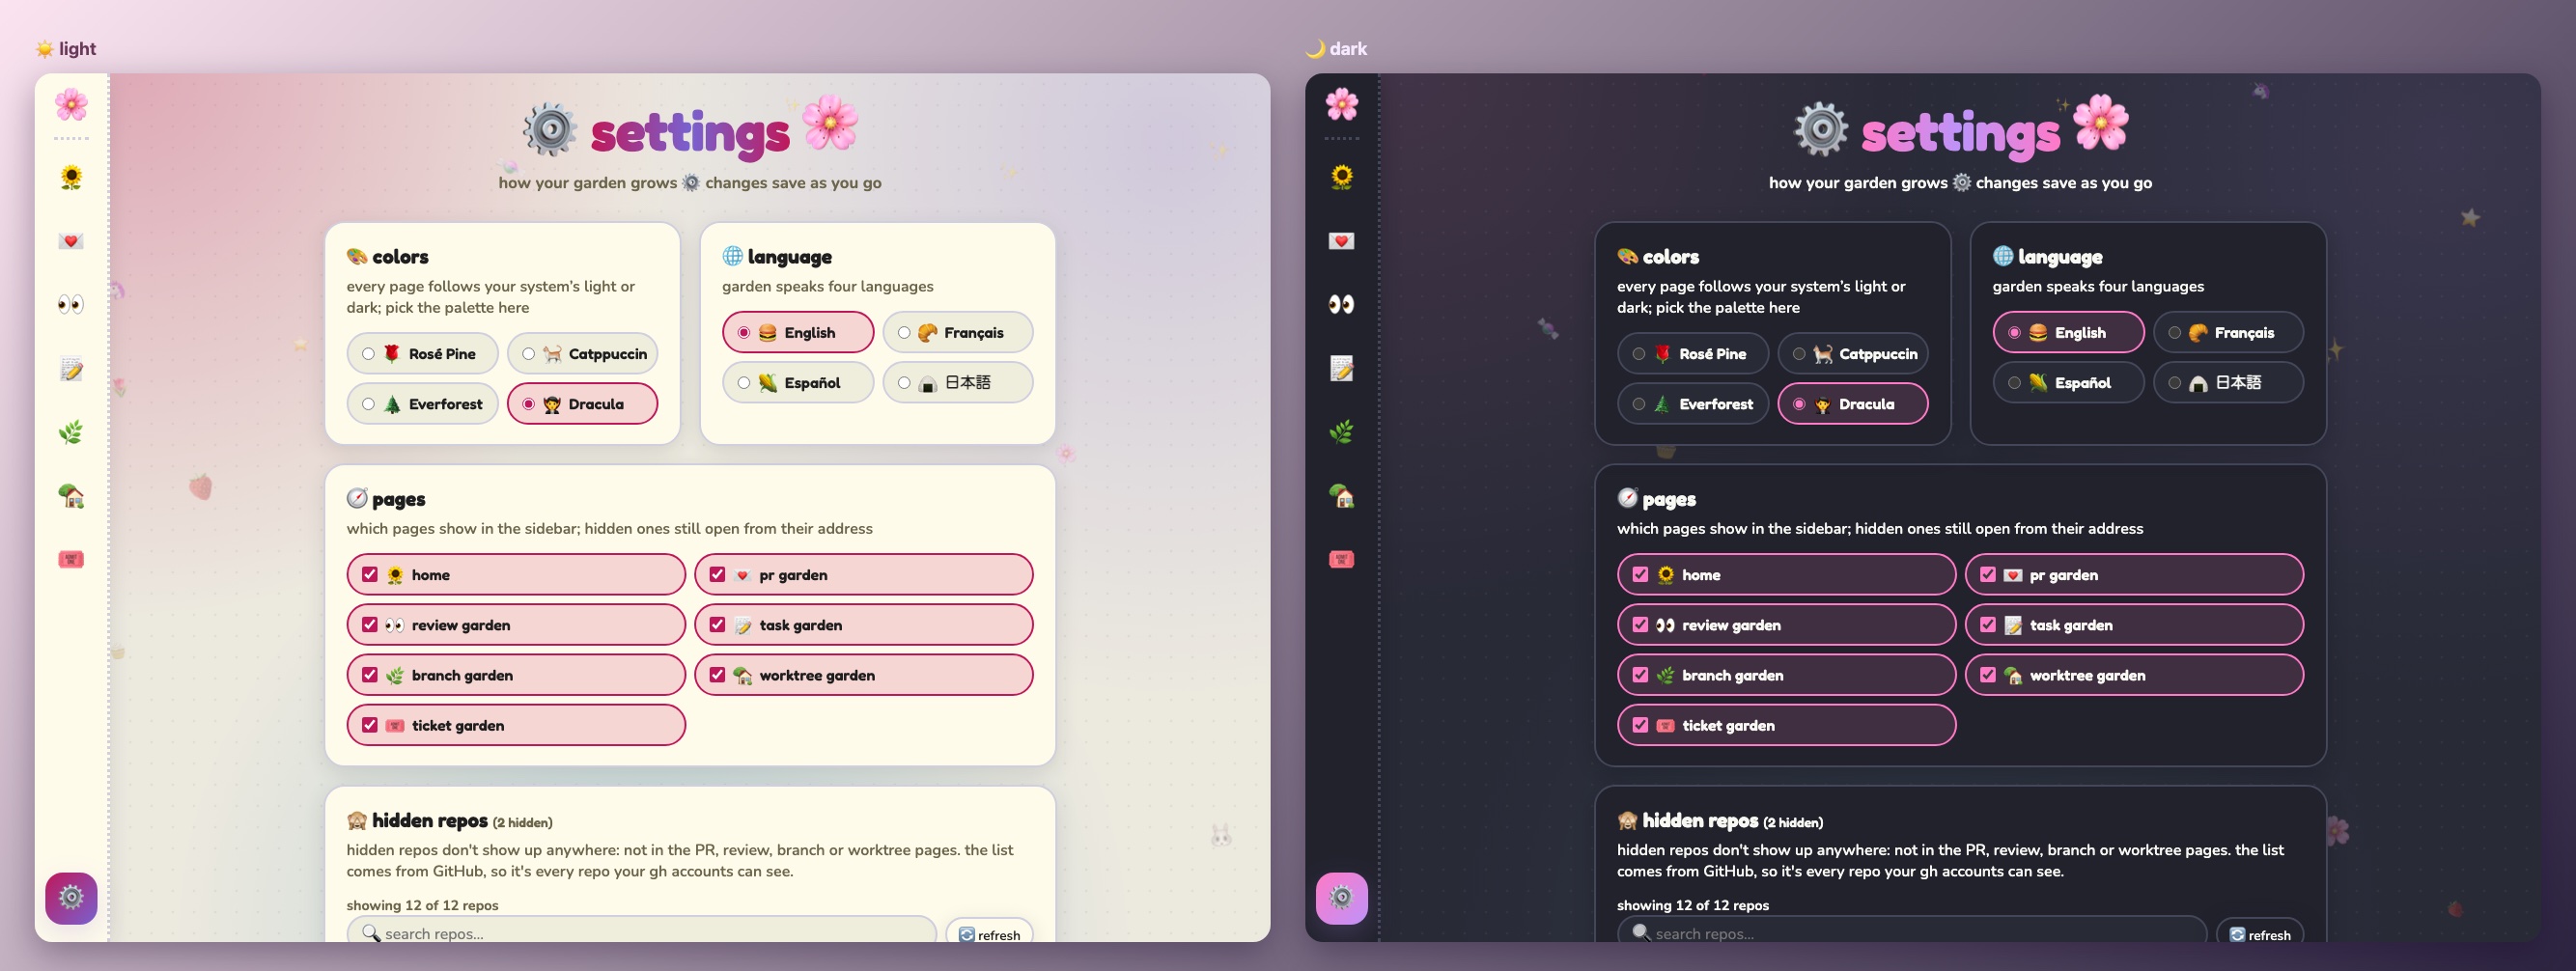 light
settings
how your garden grows changes save as you go
colors
every page follows your system's light or
dark; pick the palette here
Rosé Pine
Catppuccin
Everforest
Dracula
language
garden speaks four languages
English
Français
Español
日本語
pages
which pages show in the sidebar; hidden ones still open from their address
home
pr garden
review garden
task garden
branch garden
worktree garden
ticket garden
hidden repos (2 hidden)
hidden repos don't show up anywhere: not in the PR, review, branch or worktree pages. the list
comes from GitHub, so it's every repo your gh accounts can see.
showing 12 of 12 repos
search repos...
refresh
dark
settings
how your garden grows changes save as you go
colors
every page follows your system's light or
dark; pick the palette here
Rosé Pine
Catppuccin
Everforest
Dracula
language
garden speaks four languages
English
Français
Español
日本語
pages
which pages show in the sidebar; hidden ones still open from their address
home
pr garden
review garden
task garden
branch garden
worktree garden
ticket garden
hidden repos (2 hidden)
hidden repos don't show up anywhere: not in the PR, review, branch or worktree pages. the list
comes from GitHub, so it's every repo your gh accounts can see.
showing 12 of 12 repos
search repos...
refresh